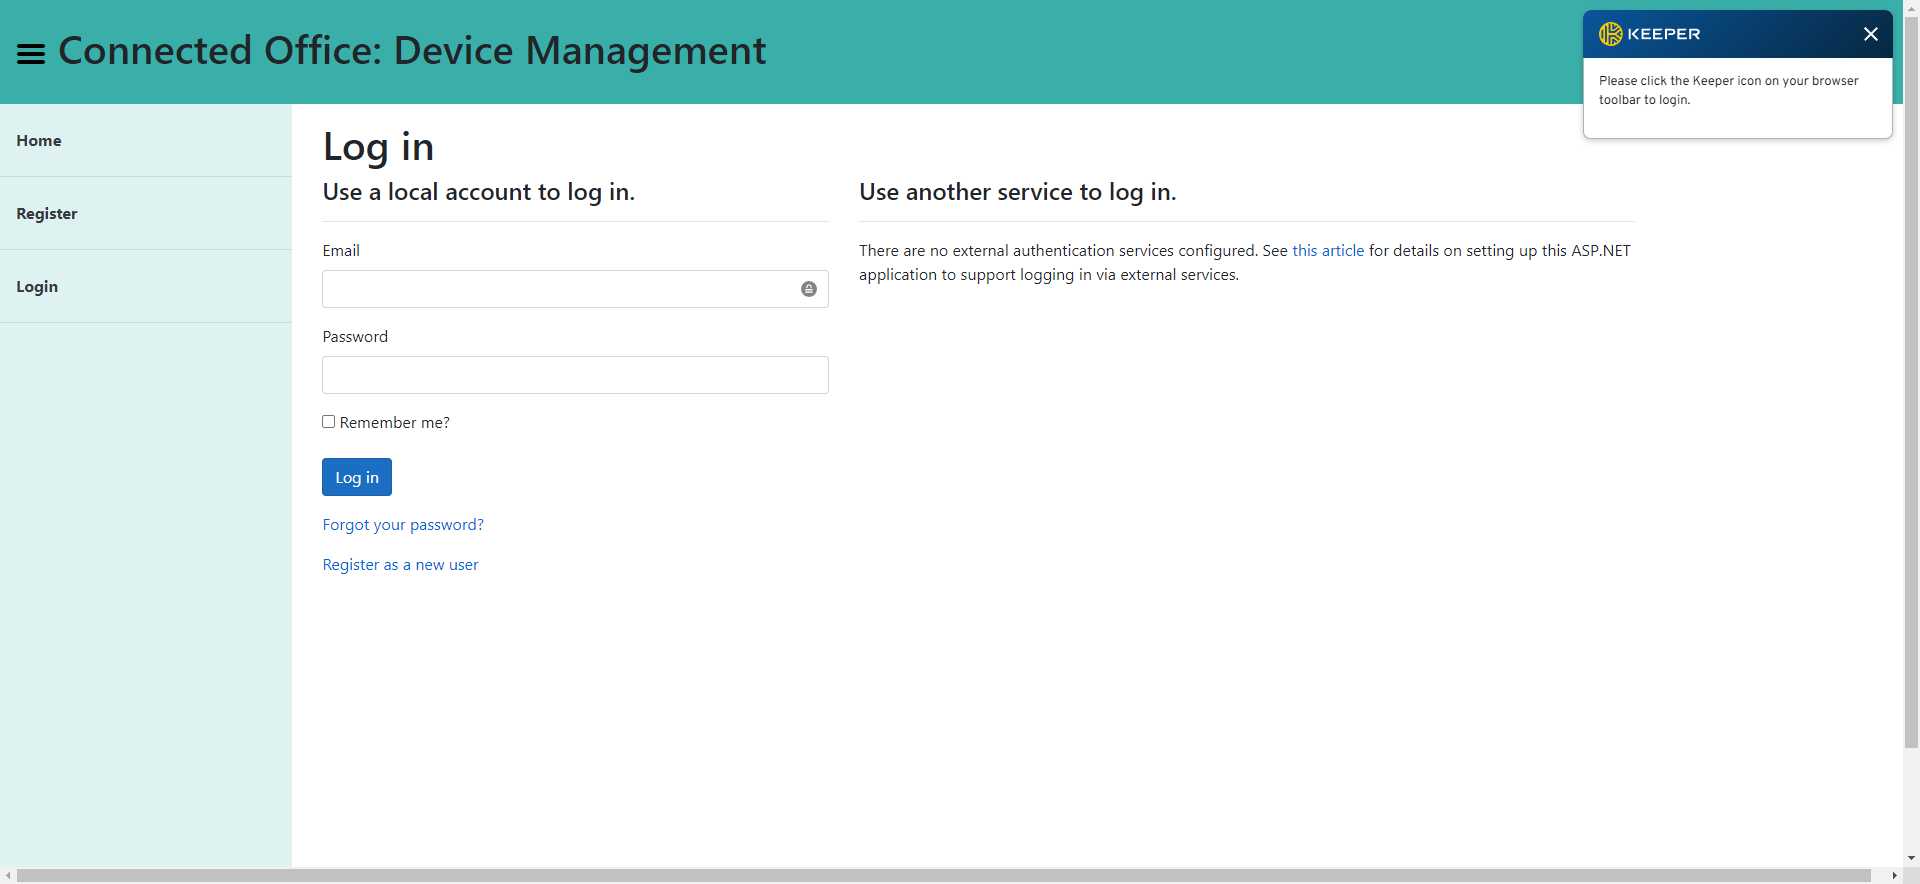 Connected Office: Device Management
KEEPER
Please click the Keeper icon on your browser
toolbar to login.
Home
Register
Login
Log in
Use a local account to log in.
Email
Password
Remember me?
Log in
Forgot your password?
Register as a new user
Use another service to log in.
There are no external authentication services configured. See this article for details on setting up this ASP.NET
application to support logging in via external services.